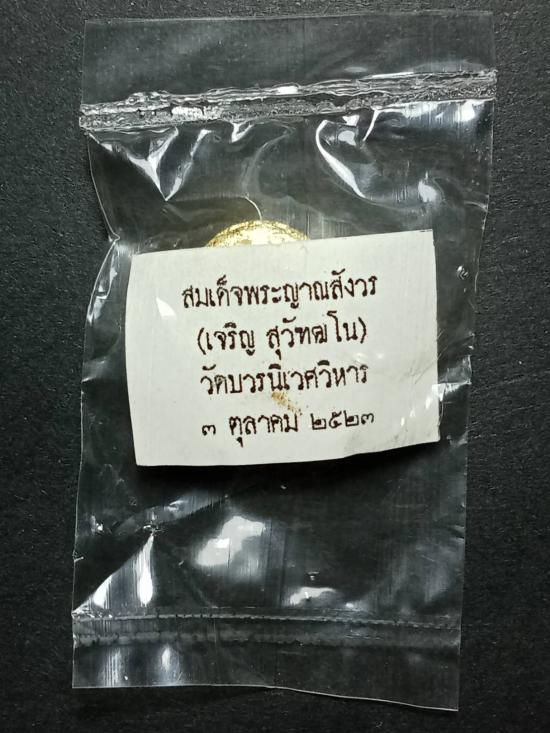 สมเด็จพระญาณสังวร
(เจริญ สุวัฑฒโน)
วัดบวรนิเวศวิหาร
๓ ตุลาคม ๒๕๒๓